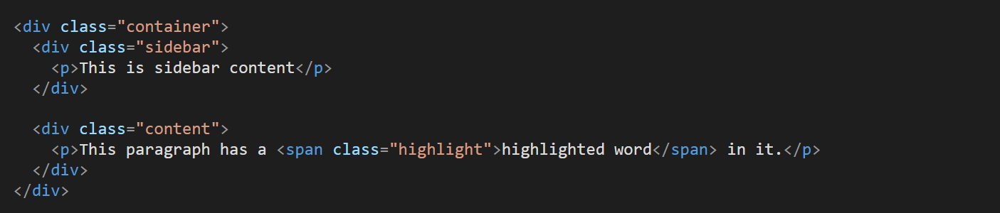 <div class="container">
  <div class="sidebar">
    <p>This is sidebar content</p>
  </div>

  <div class="content">
    <p>This paragraph has a <span class="highlight">highlighted word</span> in it.</p>
  </div>
</div>